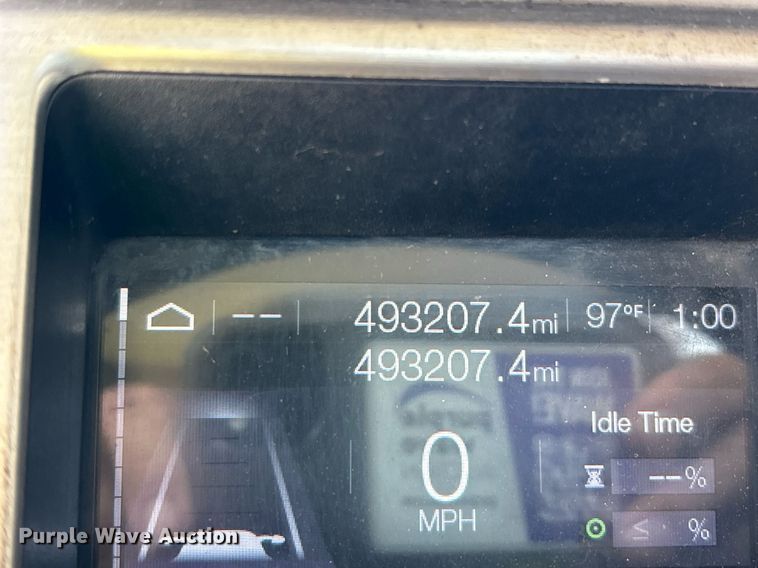 -- 493207.4mi 97°F 1:00
493207.4mi
Idle Time
0
--%
MPH
≤ %
Purple Wave Auction